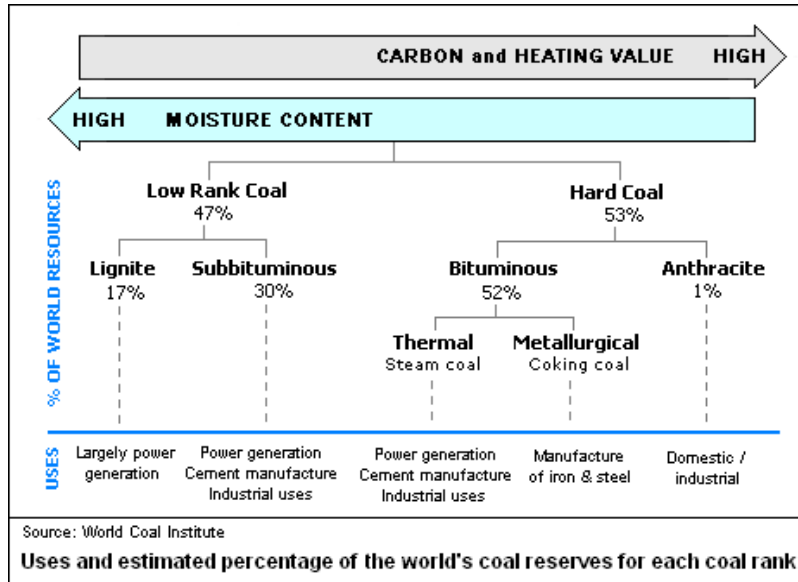 CARBON and HEATING VALUE HIGH
HIGH MOISTURE CONTENT
% OF WORLD RESOURCES
Low Rank Coal
47%
Hard Coal
53%
Lignite
17%
Subbituminous
30%
Bituminous
52%
Anthracite
1%
Thermal
Steam coal
Metallurgical
Coking coal
USES
Largely power
generation
Power generation
Cement manufacture
Industrial uses
Power generation
Cement manufacture
Industrial uses
Manufacture
of iron & steel
Domestic /
industrial
Source: World Coal Institute
Uses and estimated percentage of the world's coal reserves for each coal rank